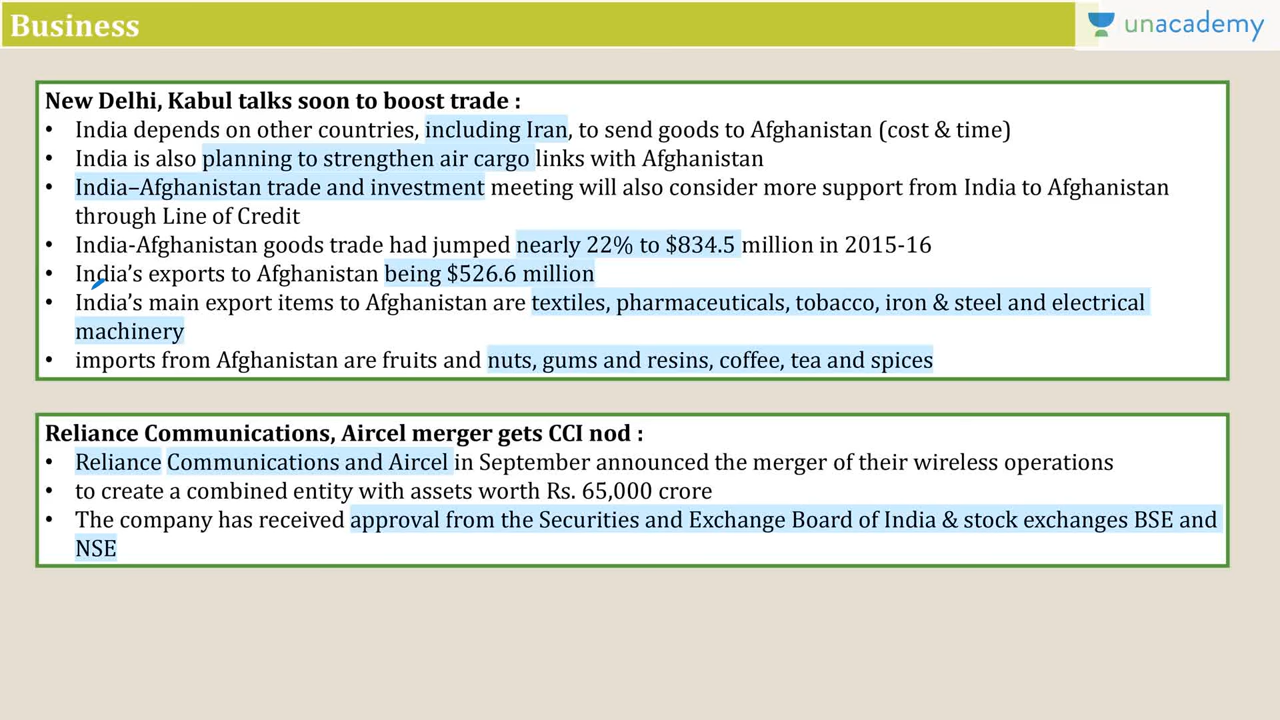 Business
unacademy
New Delhi, Kabul talks soon to boost trade :
• India depends on other countries, including Iran, to send goods to Afghanistan (cost & time)
• India is also planning to strengthen air cargo links with Afghanistan
• India–Afghanistan trade and investment meeting will also consider more support from India to Afghanistan
through Line of Credit
• India-Afghanistan goods trade had jumped nearly 22% to $834.5 million in 2015-16
• India’s exports to Afghanistan being $526.6 million
• India’s main export items to Afghanistan are textiles, pharmaceuticals, tobacco, iron & steel and electrical
machinery
• imports from Afghanistan are fruits and nuts, gums and resins, coffee, tea and spices
Reliance Communications, Aircel merger gets CCI nod :
• Reliance Communications and Aircel in September announced the merger of their wireless operations
• to create a combined entity with assets worth Rs. 65,000 crore
• The company has received approval from the Securities and Exchange Board of India & stock exchanges BSE and
NSE